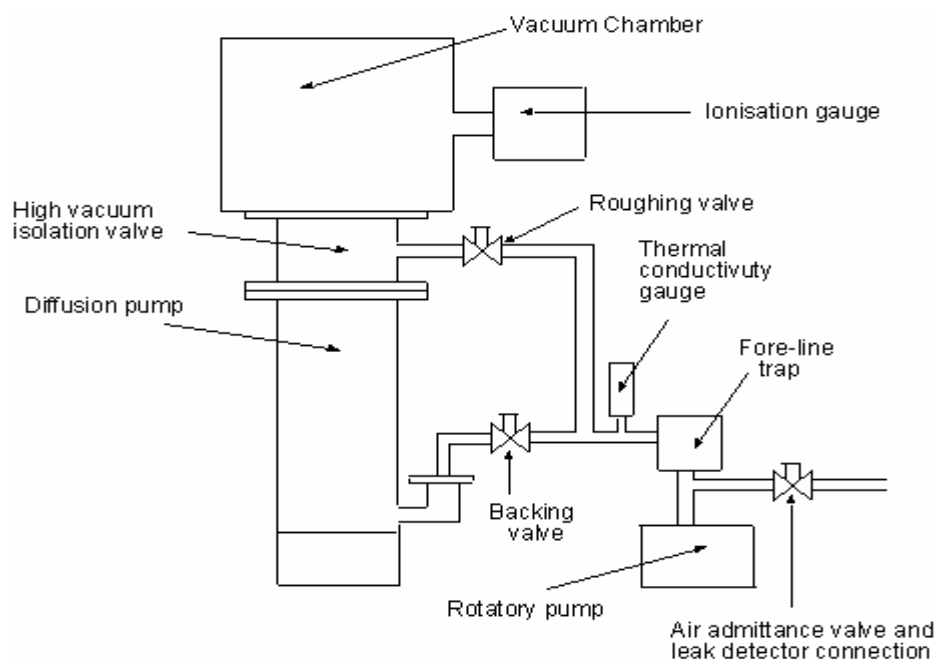 Vacuum Chamber
Ionisation gauge
High vacuum
isolation valve
Roughing valve
Thermal
conductivuty
gauge
Diffusion pump
Fore-line
trap
Backing
valve
Rotatory pump
Air admittance valve and
leak detector connection